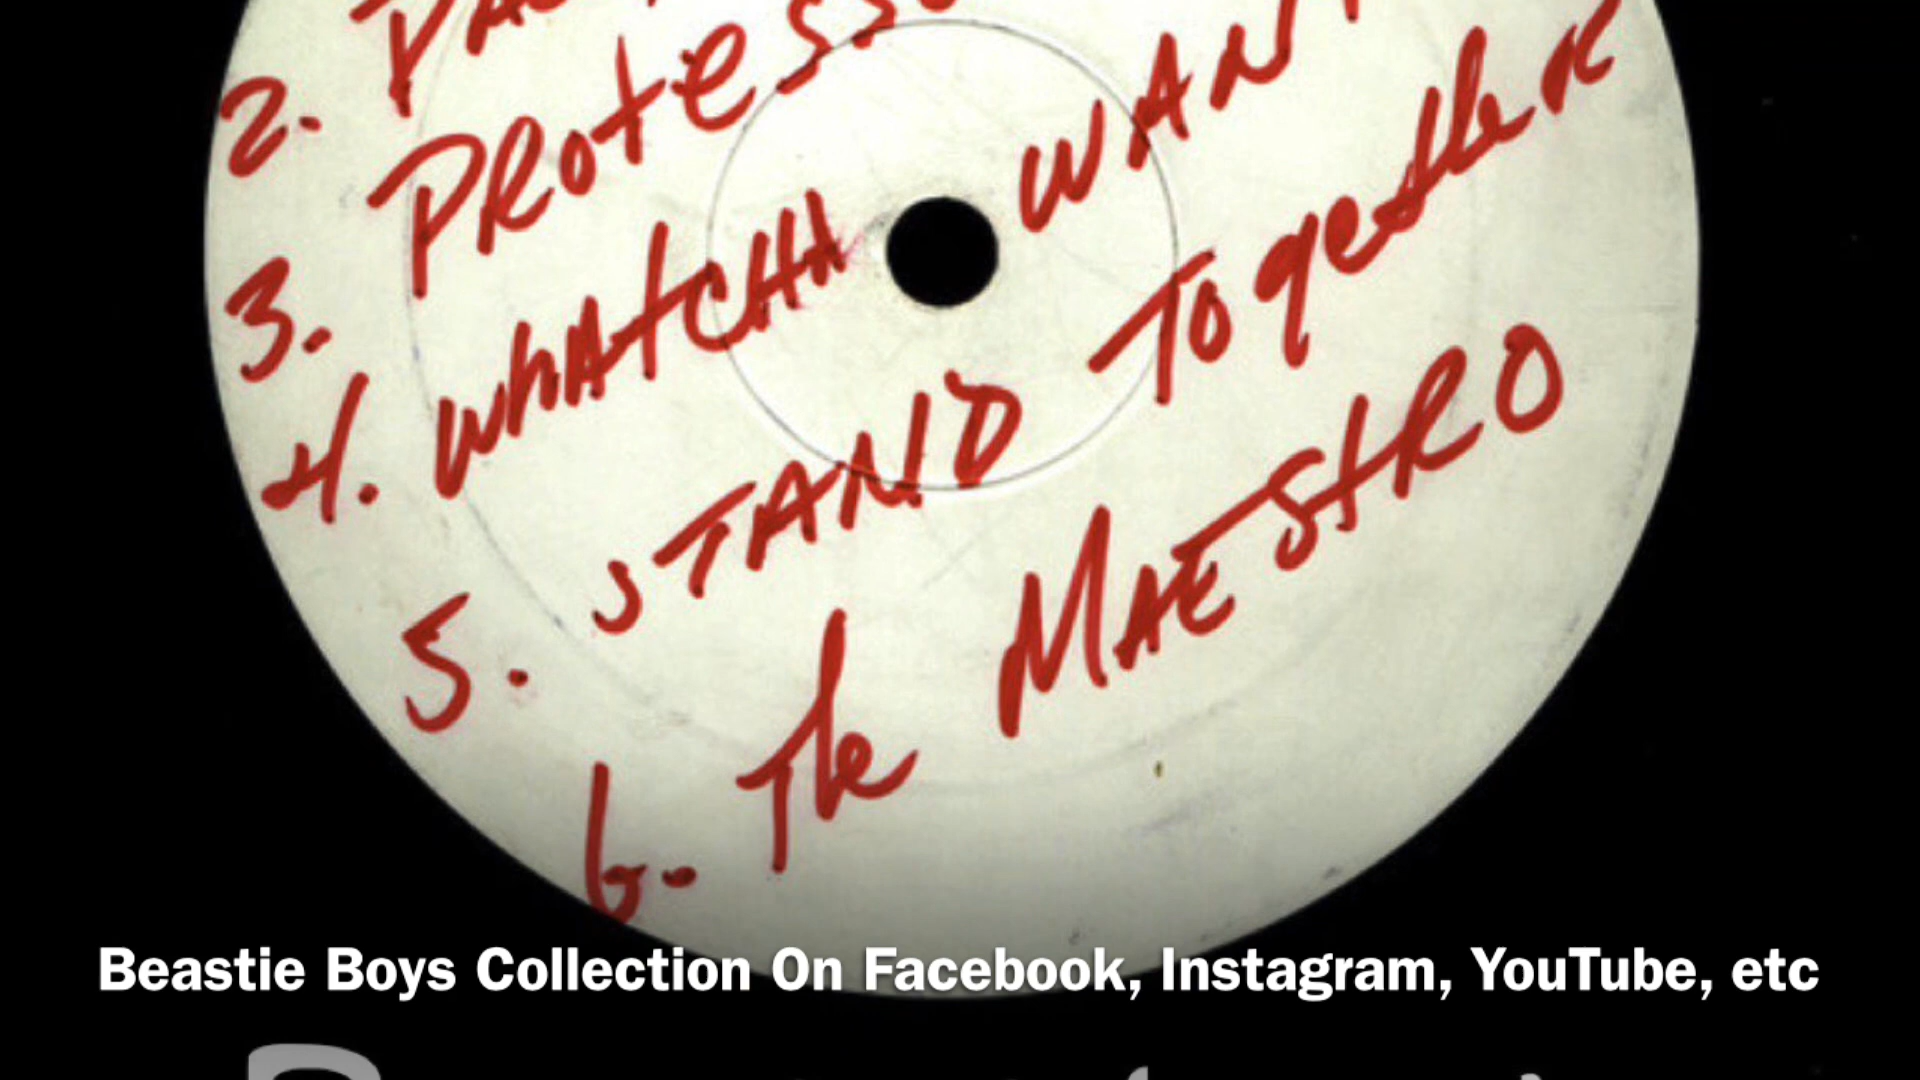 2.
PROfESSO
3.
4. WhATCHA WANT
5. STAND TogetheR
6. The MAESTRO
Beastie Boys Collection On Facebook, Instagram, YouTube, etc